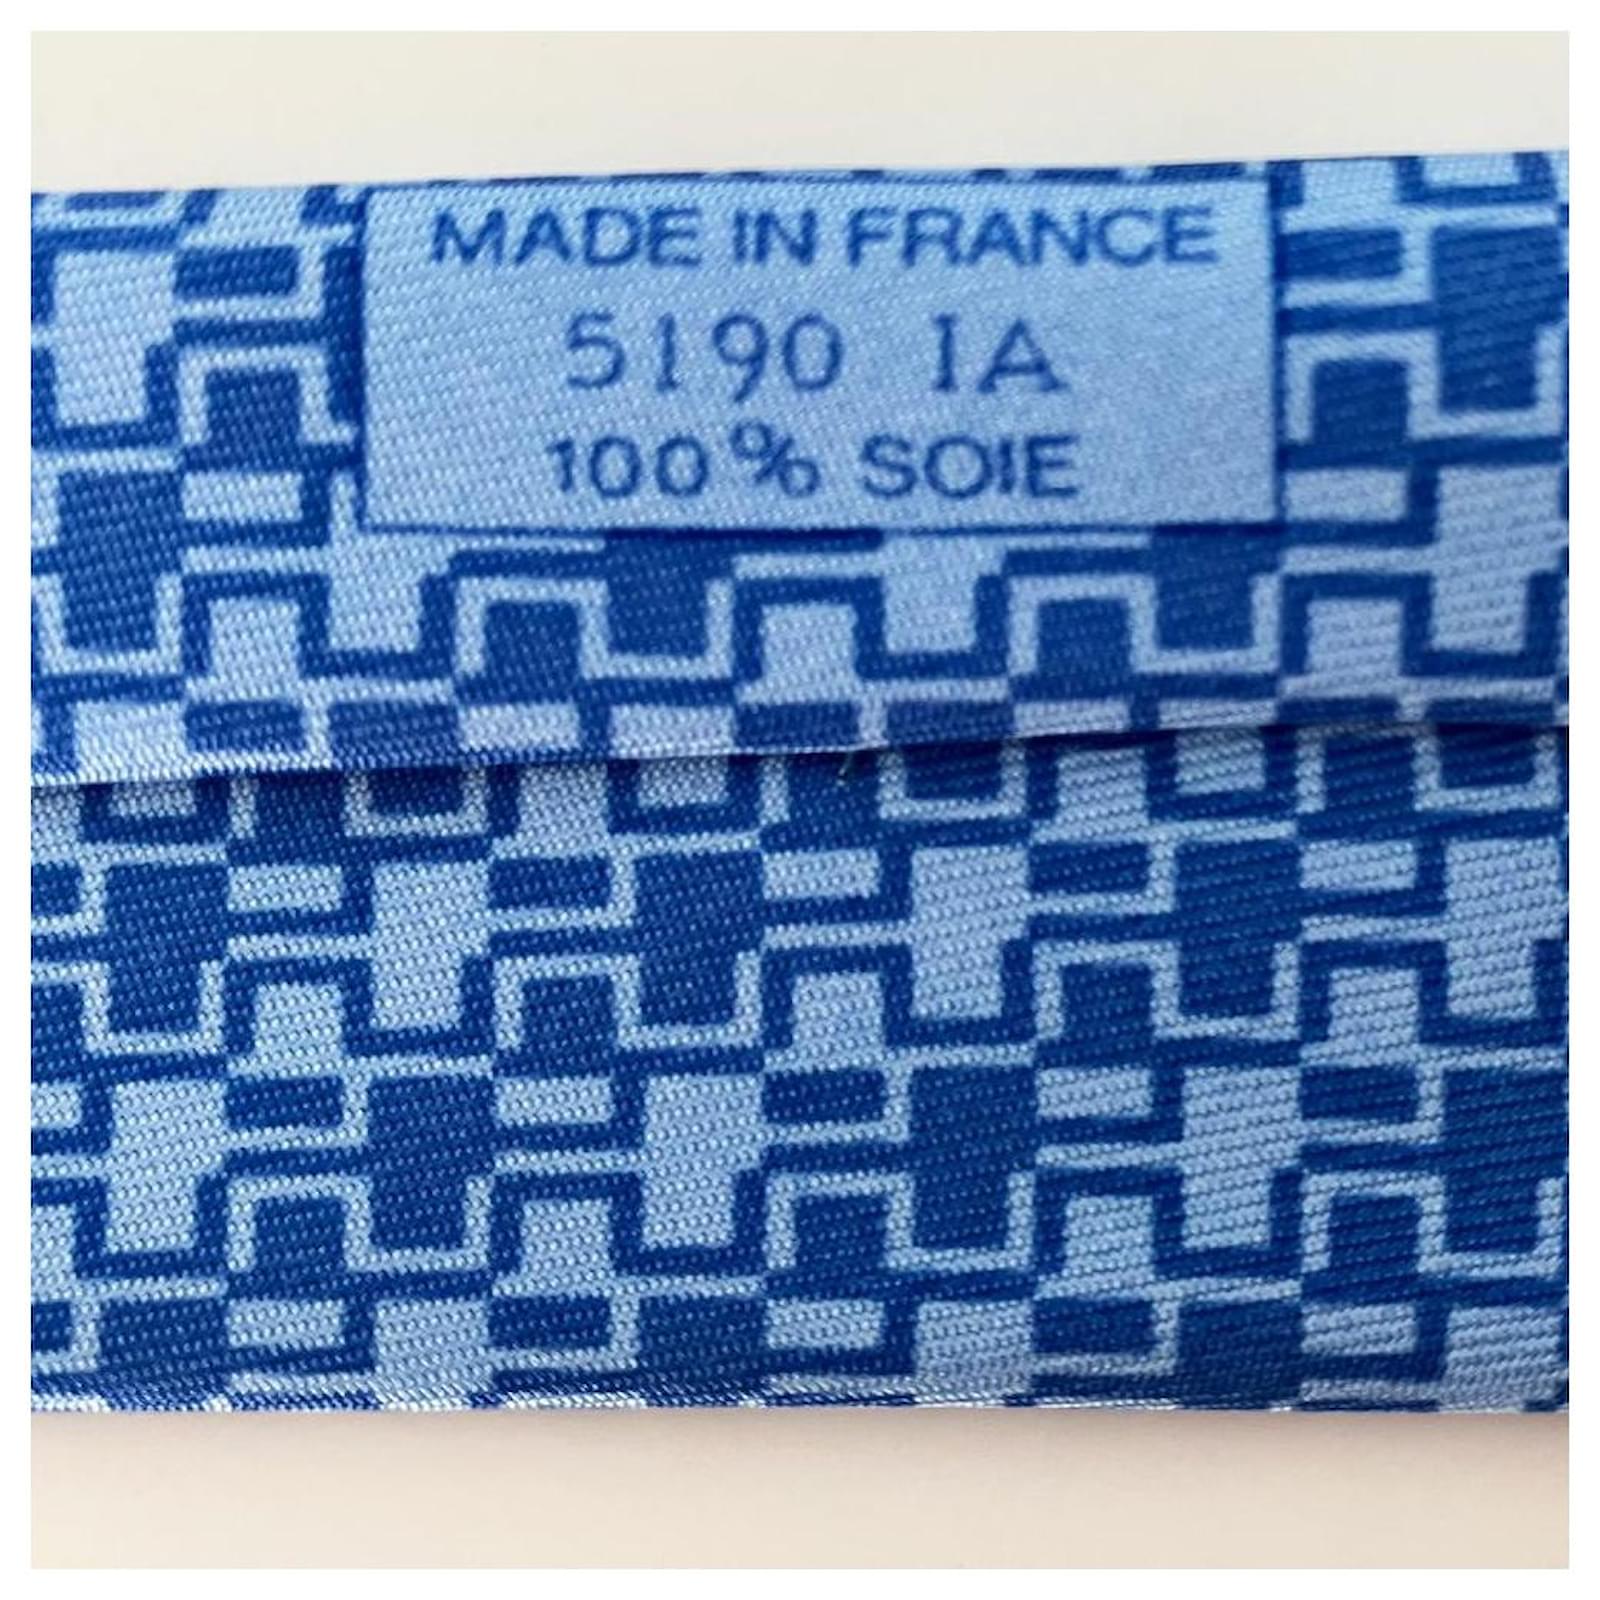 MADE IN FRANCE
5190 IA
100% SOIE